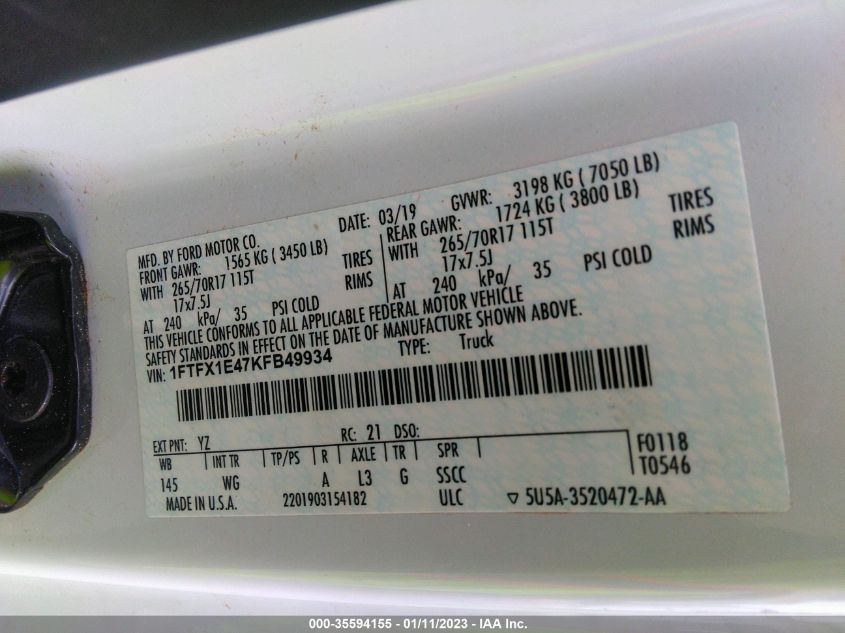 MFD. BY FORD MOTOR CO. DATE: 03/19 GVWR: 3198 KG ( 7050 LB)
FRONT GAWR: 1565 KG ( 3450 LB) REAR GAWR: 1724 KG ( 3800 LB)
WITH 265/70R17 115T TIRES WITH 265/70R17 115T TIRES
17x7.5J RIMS 17x7.5J RIMS
AT 240 kPa/ 35 PSI COLD AT 240 kPa/ 35 PSI COLD
THIS VEHICLE CONFORMS TO ALL APPLICABLE FEDERAL MOTOR VEHICLE
SAFETY STANDARDS IN EFFECT ON THE DATE OF MANUFACTURE SHOWN ABOVE.
VIN: 1FTFX1E47KFB49934 TYPE: Truck
EXT PNT: YZ RC: 21 DSO:
WB INT TR TP/PS R AXLE TR SPR F0118
145 WG A L3 G SSCC T0546
MADE IN U.S.A. 2201903154182 ULC ▽ 5U5A-3520472-AA
000-35594155 - 01/11/2023 - IAA Inc.